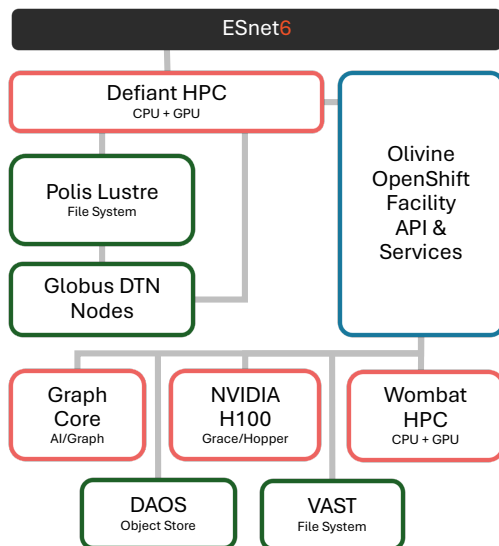 ESnet6
Defiant HPC
CPU + GPU
Polis Lustre
File System
Globus DTN
Nodes
Olivine
OpenShift
Facility
API &
Services
Graph
Core
AI/Graph
NVIDIA
H100
Grace/Hopper
Wombat
HPC
CPU + GPU
DAOS
Object Store
VAST
File System